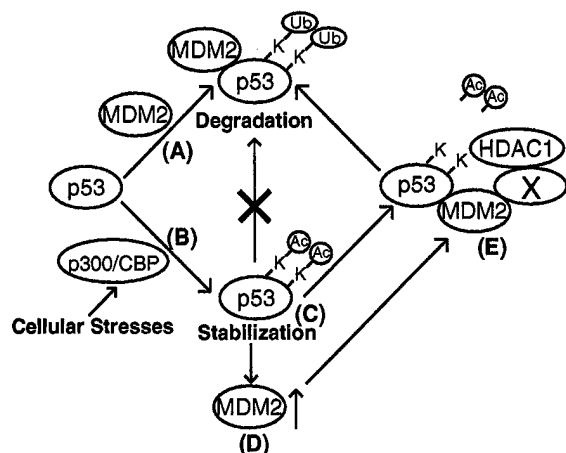 MDM2
Ub
Ub
K
K
p53
Degradation
MDM2
(A)
p53
(B)
p300/CBP
Cellular Stresses
Ac
Ac
K
K
p53
Stabilization
(C)
MDM2
(D)
Ac
Ac
K
K
HDAC1
p53
MDM2
X
(E)